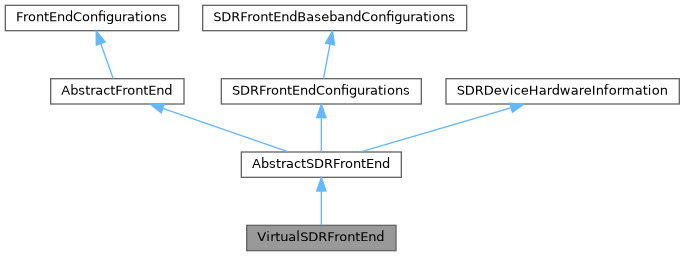 FrontEndConfigurations
SDRFrontEndBasebandConfigurations
AbstractFrontEnd
SDRFrontEndConfigurations
SDRDeviceHardwareInformation
AbstractSDRFrontEnd
VirtualSDRFrontEnd